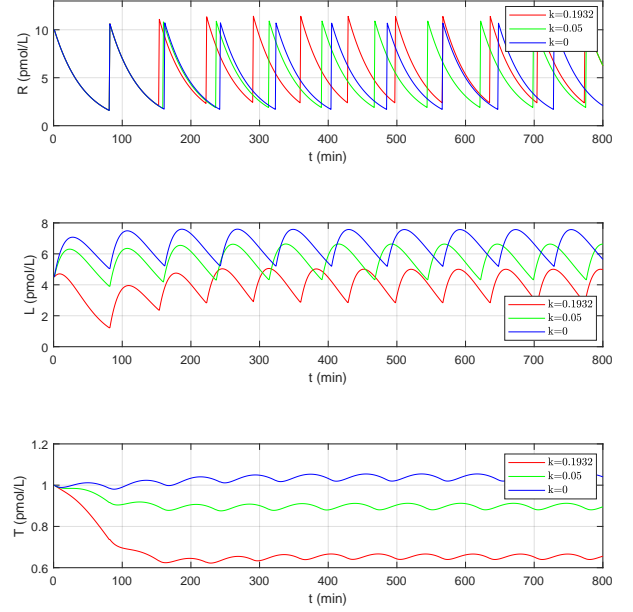 R (pmol/L)
10
5
0
k=0.1932
k=0.05
k=0
0 100 200 300 400 500 600 700 800
t (min)
L (pmol/L)
8
6
4
2
0
k=0.1932
k=0.05
k=0
0 100 200 300 400 500 600 700 800
t (min)
T (pmol/L)
1.2
1
0.8
0.6
k=0.1932
k=0.05
k=0
0 100 200 300 400 500 600 700 800
t (min)